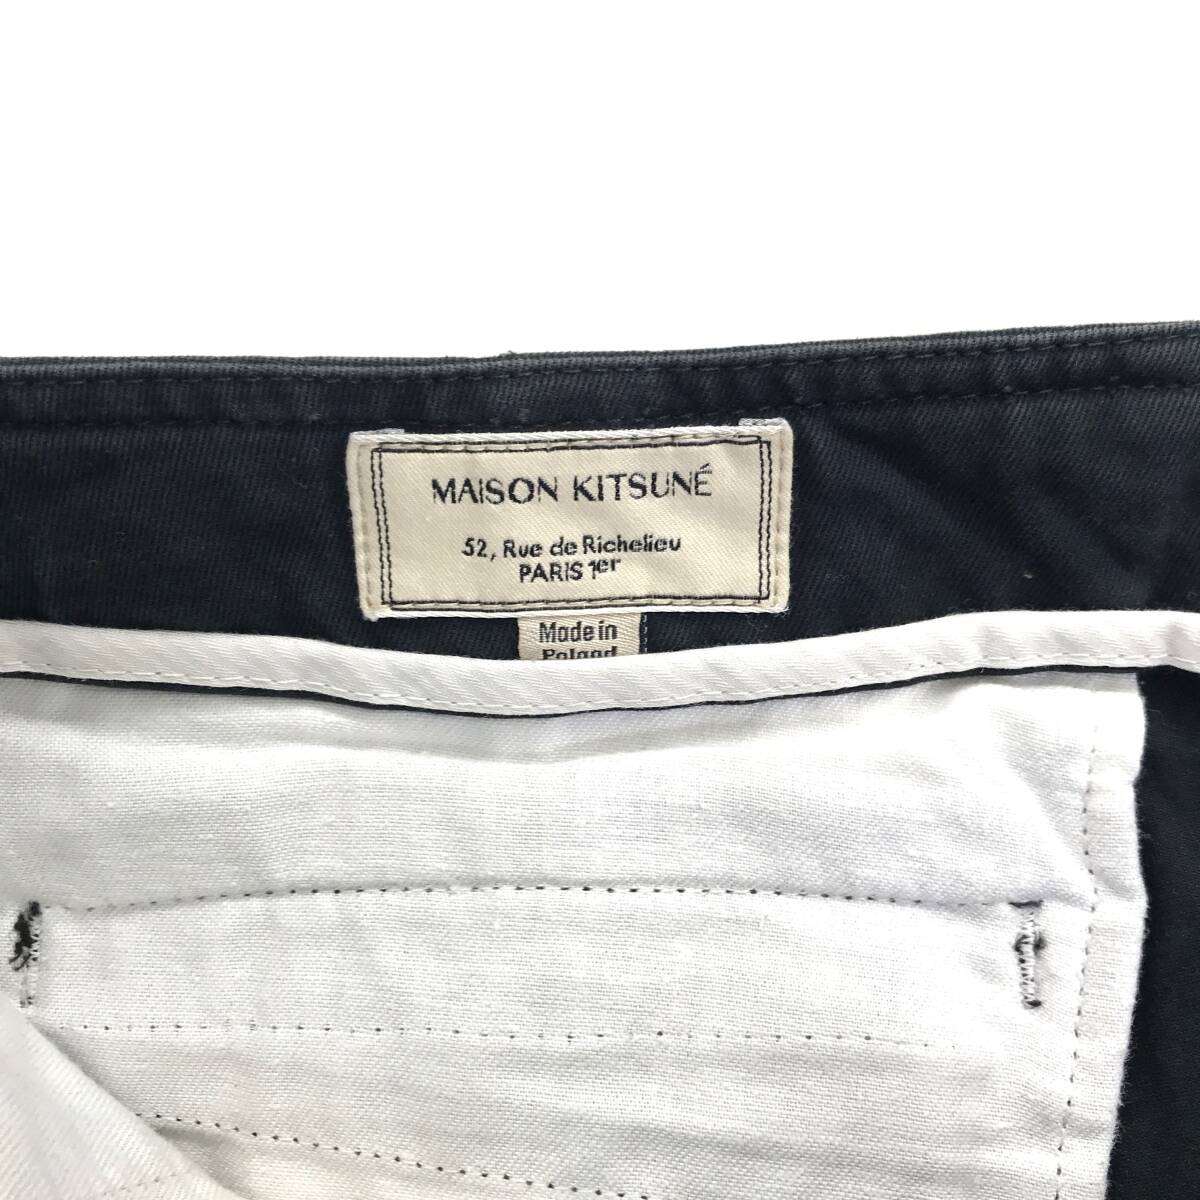 MAISON KITSUNÉ
52, Rue de Richelieu
PARIS 1er
Made in
Poland